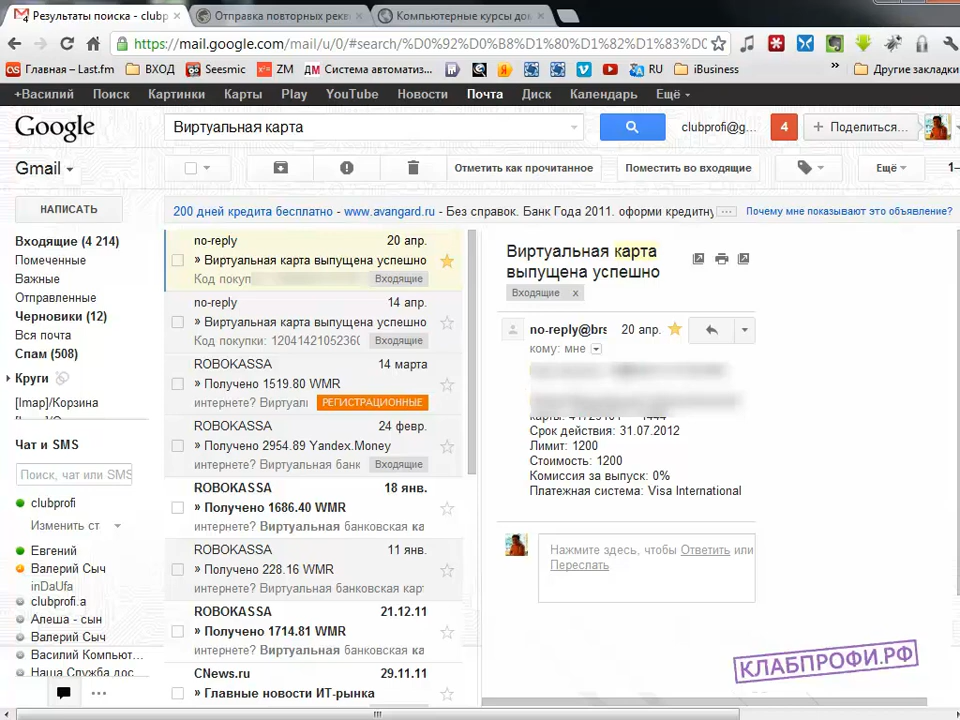 Результаты поиска - clubp
Отправка повторных рекв
Компьютерные курсы дои
https://mail.google.com/mail/u/0/#search/%D0%92%D0%B8%D1%80%D1%82%D1%83%D0
Главная – Last.fm ВХОД Seesmic ZM Система автоматиз... RU iBusiness » Другие закладки
+Василий Поиск Картинки Карты Play YouTube Новости Почта Диск Календарь Ещё
Google Виртуальная карта clubprofi@g... 4 + Поделиться...
Gmail Отметить как прочитанное Поместить во входящие Ещё 1–
НАПИСАТЬ
200 дней кредита бесплатно - www.avangard.ru - Без справок. Банк Года 2011. оформи кредитну Почему мне показывают это объявление?
Входящие (4 214)
Помеченные
Важные
Отправленные
Черновики (12)
Вся почта
Спам (508)
Круги
[Imap]/Корзина
Чат и SMS
Поиск, чат или SMS
clubprofi
Изменить ст
Евгений
Валерий Сыч
inDaUfa
clubprofi.a
Алеша - сын
Валерий Сыч
Василий Компьют...
Наша Служба дос
no-reply 20 апр.
» Виртуальная карта выпущена успешно
Код покуп Входящие
no-reply 14 апр.
» Виртуальная карта выпущена успешно
Код покупки: 12041421052360 Входящие
ROBOKASSA 14 марта
» Получено 1519.80 WMR
интернете? Виртуал РЕГИСТРАЦИОННЫЕ
ROBOKASSA 24 февр.
» Получено 2954.89 Yandex.Money
интернете? Виртуальная банк Входящие
ROBOKASSA 18 янв.
» Получено 1686.40 WMR
интернете? Виртуальная банковская ка
ROBOKASSA 11 янв.
» Получено 228.16 WMR
интернете? Виртуальная банковская кар
ROBOKASSA 21.12.11
» Получено 1714.81 WMR
интернете? Виртуальная банковская ка
CNews.ru 29.11.11
» Главные новости ИТ-рынка
Виртуальная карта
выпущена успешно
Входящие x
no-reply@brs 20 апр.
кому: мне
Срок действия: 31.07.2012
Лимит: 1200
Стоимость: 1200
Комиссия за выпуск: 0%
Платежная система: Visa International
Нажмите здесь, чтобы Ответить или
Переслать
КЛАБПРОФИ.РФ